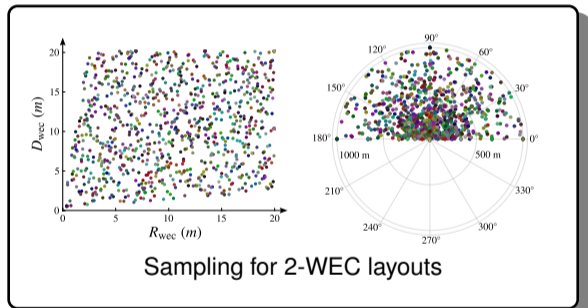 20
15
10
5
0
D_wec (m)
0 5 10 15 20
R_wec (m)
90°
120° 60°
150° 30°
180° 0°
1000 m 500 m
210° 330°
240° 300°
270°
Sampling for 2-WEC layouts